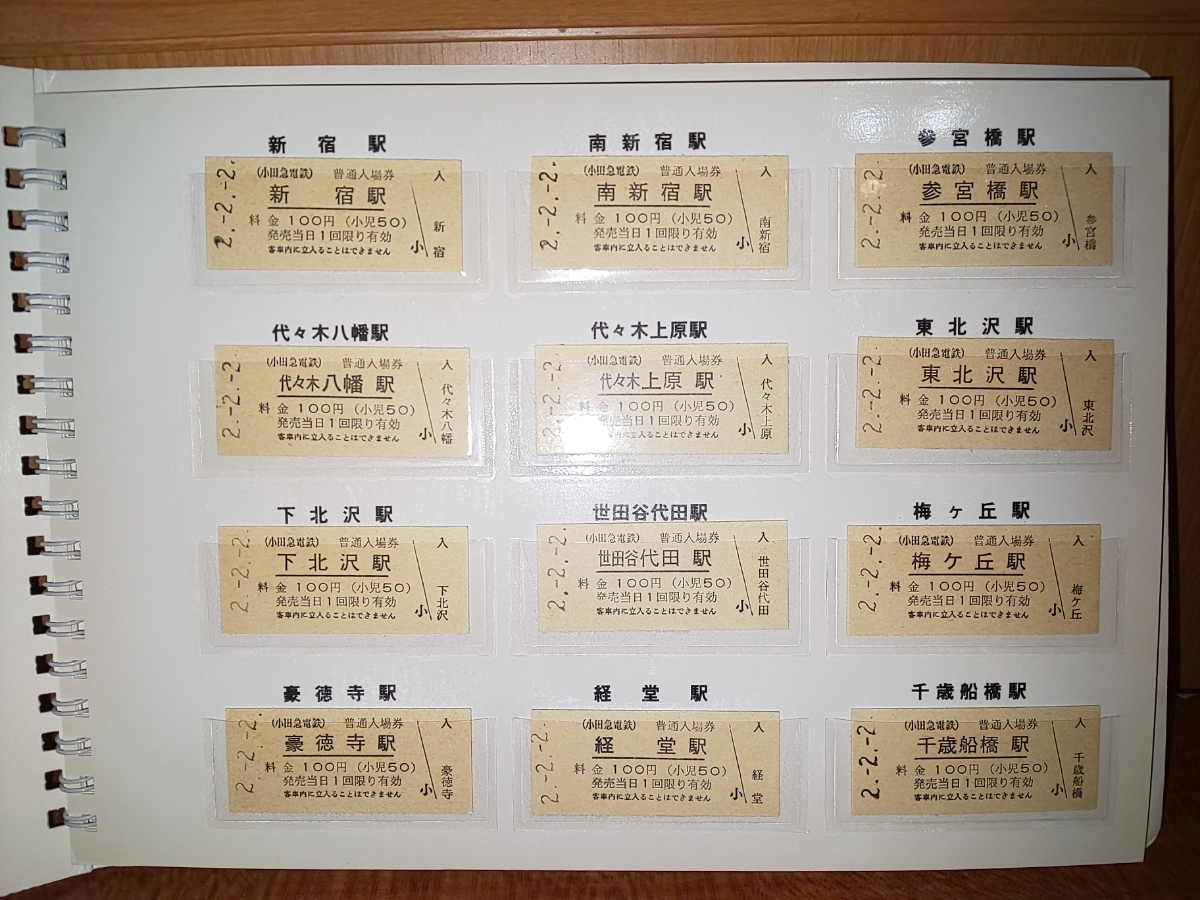 新宿駅
2.-2.-2.
(小田急電鉄) 普通入場券
新宿駅
料金100円(小児50)
発売当日1回限り有効
客車内に立入ることはできません
小
入
新宿
南新宿駅
2.-2.-2.
(小田急電鉄) 普通入場券
南新宿駅
料金100円(小児50)
発売当日1回限り有効
客車内に立入ることはできません
小
入
南新宿
参宮橋駅
2.-2.-2.
(小田急電鉄) 普通入場券
参宮橋駅
料金100円(小児50)
発売当日1回限り有効
客車内に立入ることはできません
小
入
参宮橋
代々木八幡駅
2.-2.-2
(小田急電鉄) 普通入場券
代々木八幡駅
料金100円(小児50)
発売当日1回限り有効
客車内に立入ることはできません
小
入
代々木八幡
代々木上原駅
2.-2.-2
(小田急電鉄) 普通入場券
代々木上原駅
料金100円(小児50)
発売当日1回限り有効
客車内に立入ることはできません
小
入
代々木上原
東北沢駅
2.-2.-2
(小田急電鉄) 普通入場券
東北沢駅
料金100円(小児50)
発売当日1回限り有効
客車内に立入ることはできません
小
入
東北沢
下北沢駅
2.-2.-2.
(小田急電鉄) 普通入場券
下北沢駅
料金100円(小児50)
発売当日1回限り有効
客車内に立入ることはできません
小
入
下北沢
世田谷代田駅
2.-2.-2.
(小田急電鉄) 普通入場券
世田谷代田駅
料金100円(小児50)
発売当日1回限り有効
客車内に立入ることはできません
小
入
世田谷代田
梅ヶ丘駅
2.-2.-2.
(小田急電鉄) 普通入場券
梅ケ丘駅
料金100円(小児50)
発売当日1回限り有効
客車内に立入ることはできません
小
入
梅ケ丘
豪徳寺駅
2.-2.-2.
(小田急電鉄) 普通入場券
豪徳寺駅
料金100円(小児50)
発売当日1回限り有効
客車内に立入ることはできません
小
入
豪徳寺
経堂駅
2.-2.-2.
(小田急電鉄) 普通入場券
経堂駅
料金100円(小児50)
発売当日1回限り有効
客車内に立入ることはできません
小
入
経堂
千歳船橋駅
2.-2.-2.
(小田急電鉄) 普通入場券
千歳船橋駅
料金100円(小児50)
発売当日1回限り有効
客車内に立入ることはできません
小
入
千歳船橋